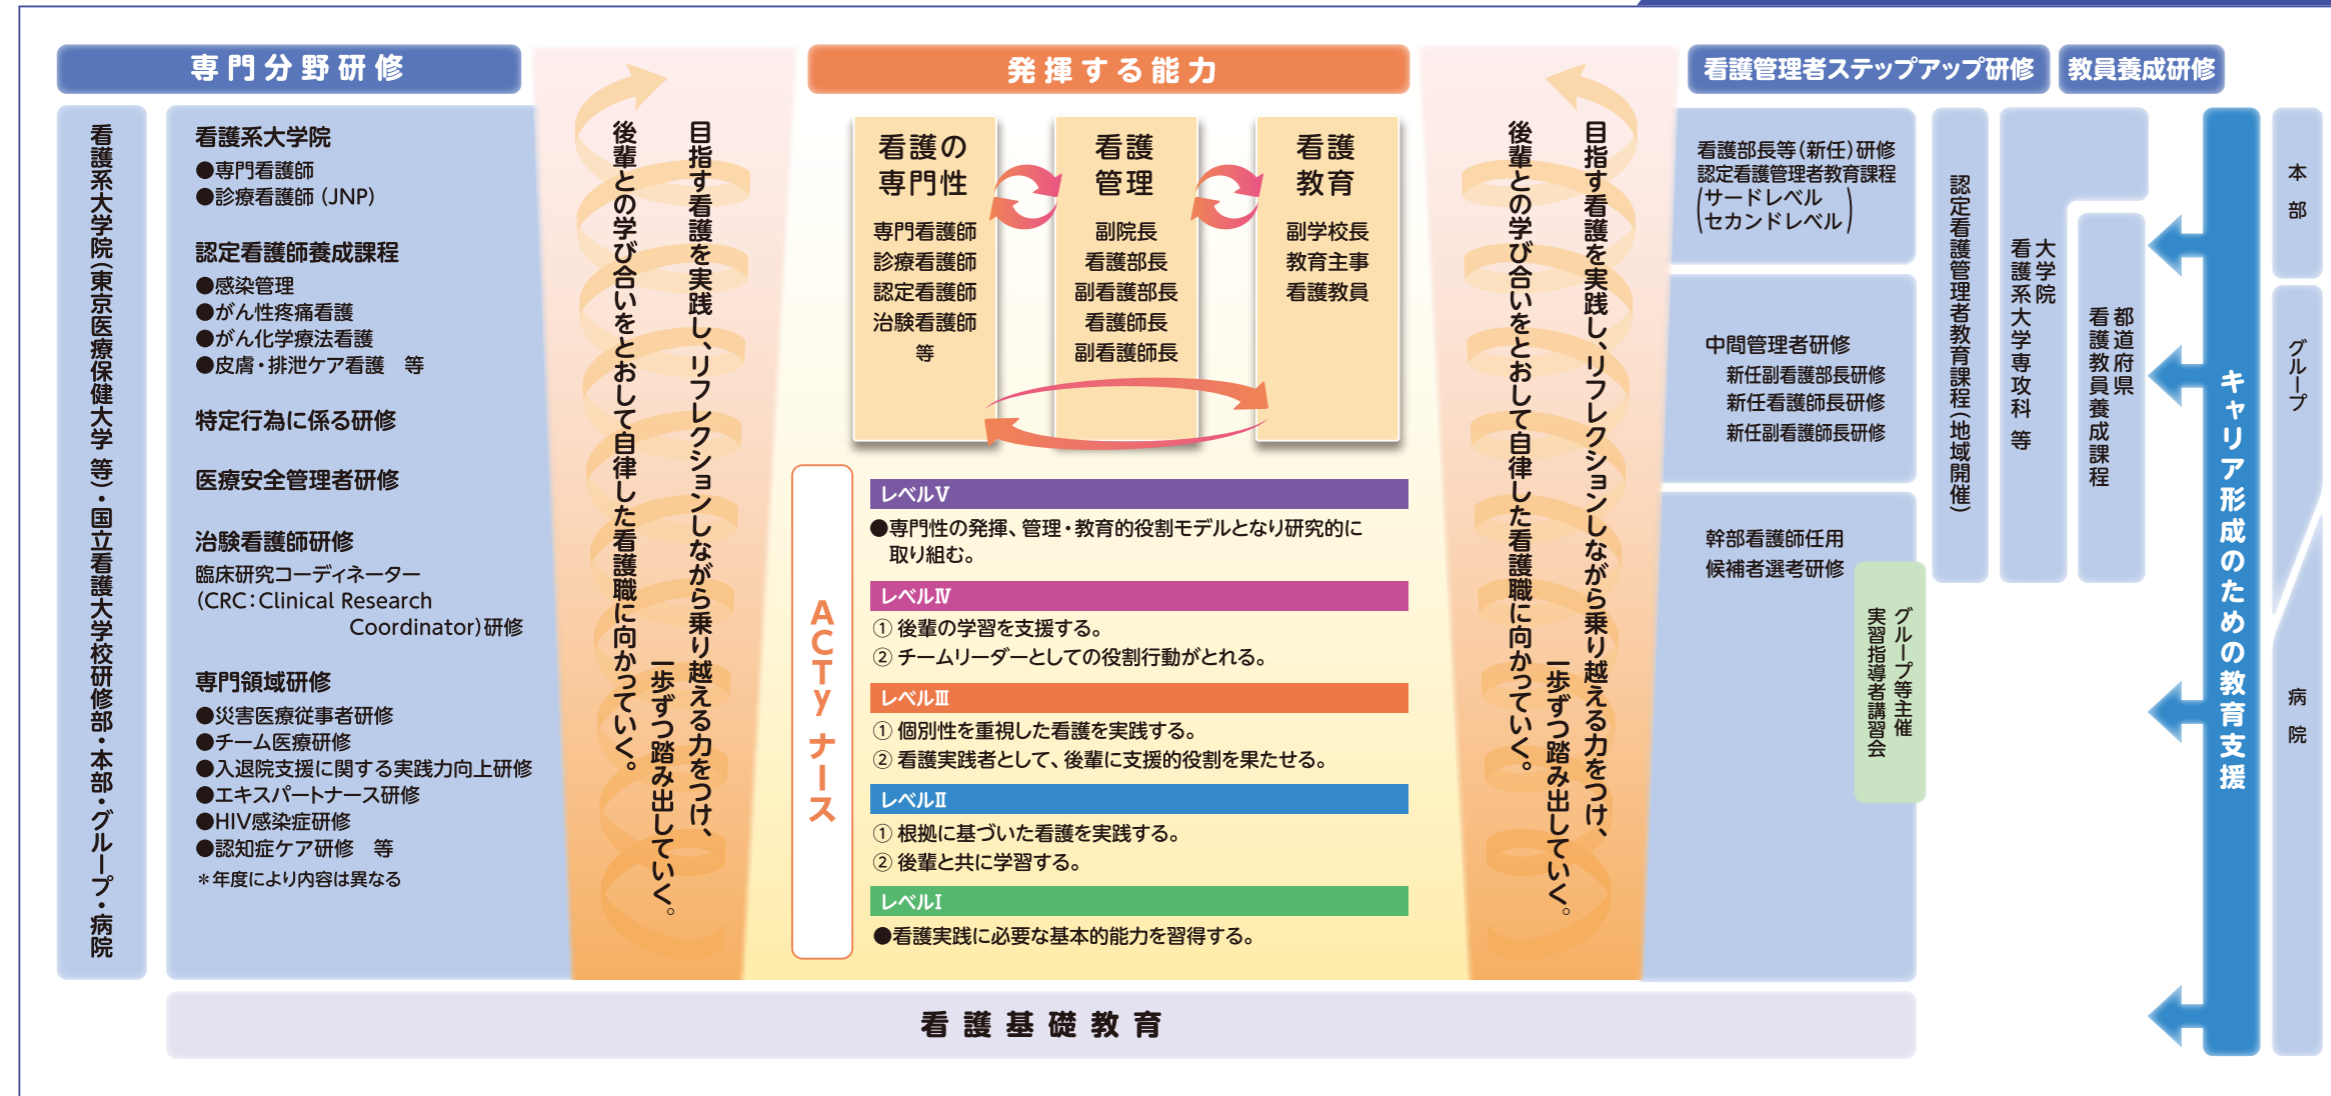 専門分野研修
看護系大学院（東京医療保健大学 等）・国立看護大学校研修部・本部・グループ・病院
看護系大学院
●専門看護師
●診療看護師 (JNP)
認定看護師養成課程
●感染管理
●がん性疼痛看護
●がん化学療法看護
●皮膚・排泄ケア看護　等
特定行為に係る研修
医療安全管理者研修
治験看護師研修
臨床研究コーディネーター
（CRC：Clinical Research
Coordinator）研修
専門領域研修
●災害医療従事者研修
●チーム医療研修
●入退院支援に関する実践力向上研修
●エキスパートナース研修
●HIV感染症研修
●認知症ケア研修　等
＊年度により内容は異なる
目指す看護を実践し、リフレクションしながら乗り越える力をつけ、
一歩ずつ踏み出していく。
後輩との学び合いをとおして自律した看護職に向かっていく。
発揮する能力
看護の
専門性
専門看護師
診療看護師
認定看護師
治験看護師
等
看護
管理
副院長
看護部長
副看護部長
看護師長
副看護師長
看護
教育
副学校長
教育主事
看護教員
ACTyナース
レベルⅤ
●専門性の発揮、管理・教育的役割モデルとなり研究的に
取り組む。
レベルⅣ
① 後輩の学習を支援する。
② チームリーダーとしての役割行動がとれる。
レベルⅢ
① 個別性を重視した看護を実践する。
② 看護実践者として、後輩に支援的役割を果たせる。
レベルⅡ
① 根拠に基づいた看護を実践する。
② 後輩と共に学習する。
レベルⅠ
●看護実践に必要な基本的能力を習得する。
目指す看護を実践し、リフレクションしながら乗り越える力をつけ、
一歩ずつ踏み出していく。
後輩との学び合いをとおして自律した看護職に向かっていく。
看護管理者ステップアップ研修
看護部長等（新任）研修
認定看護管理者教育課程
（サードレベル
セカンドレベル）
中間管理者研修
新任副看護部長研修
新任看護師長研修
新任副看護師長研修
幹部看護師任用
候補者選考研修
グループ等主催
実習指導者講習会
認定看護管理者教育課程（地域開催）
教員養成研修
大学院
看護系大学専攻科 等
都道府県
看護教員養成課程
キャリア形成のための教育支援
本部
グループ
病院
看護基礎教育